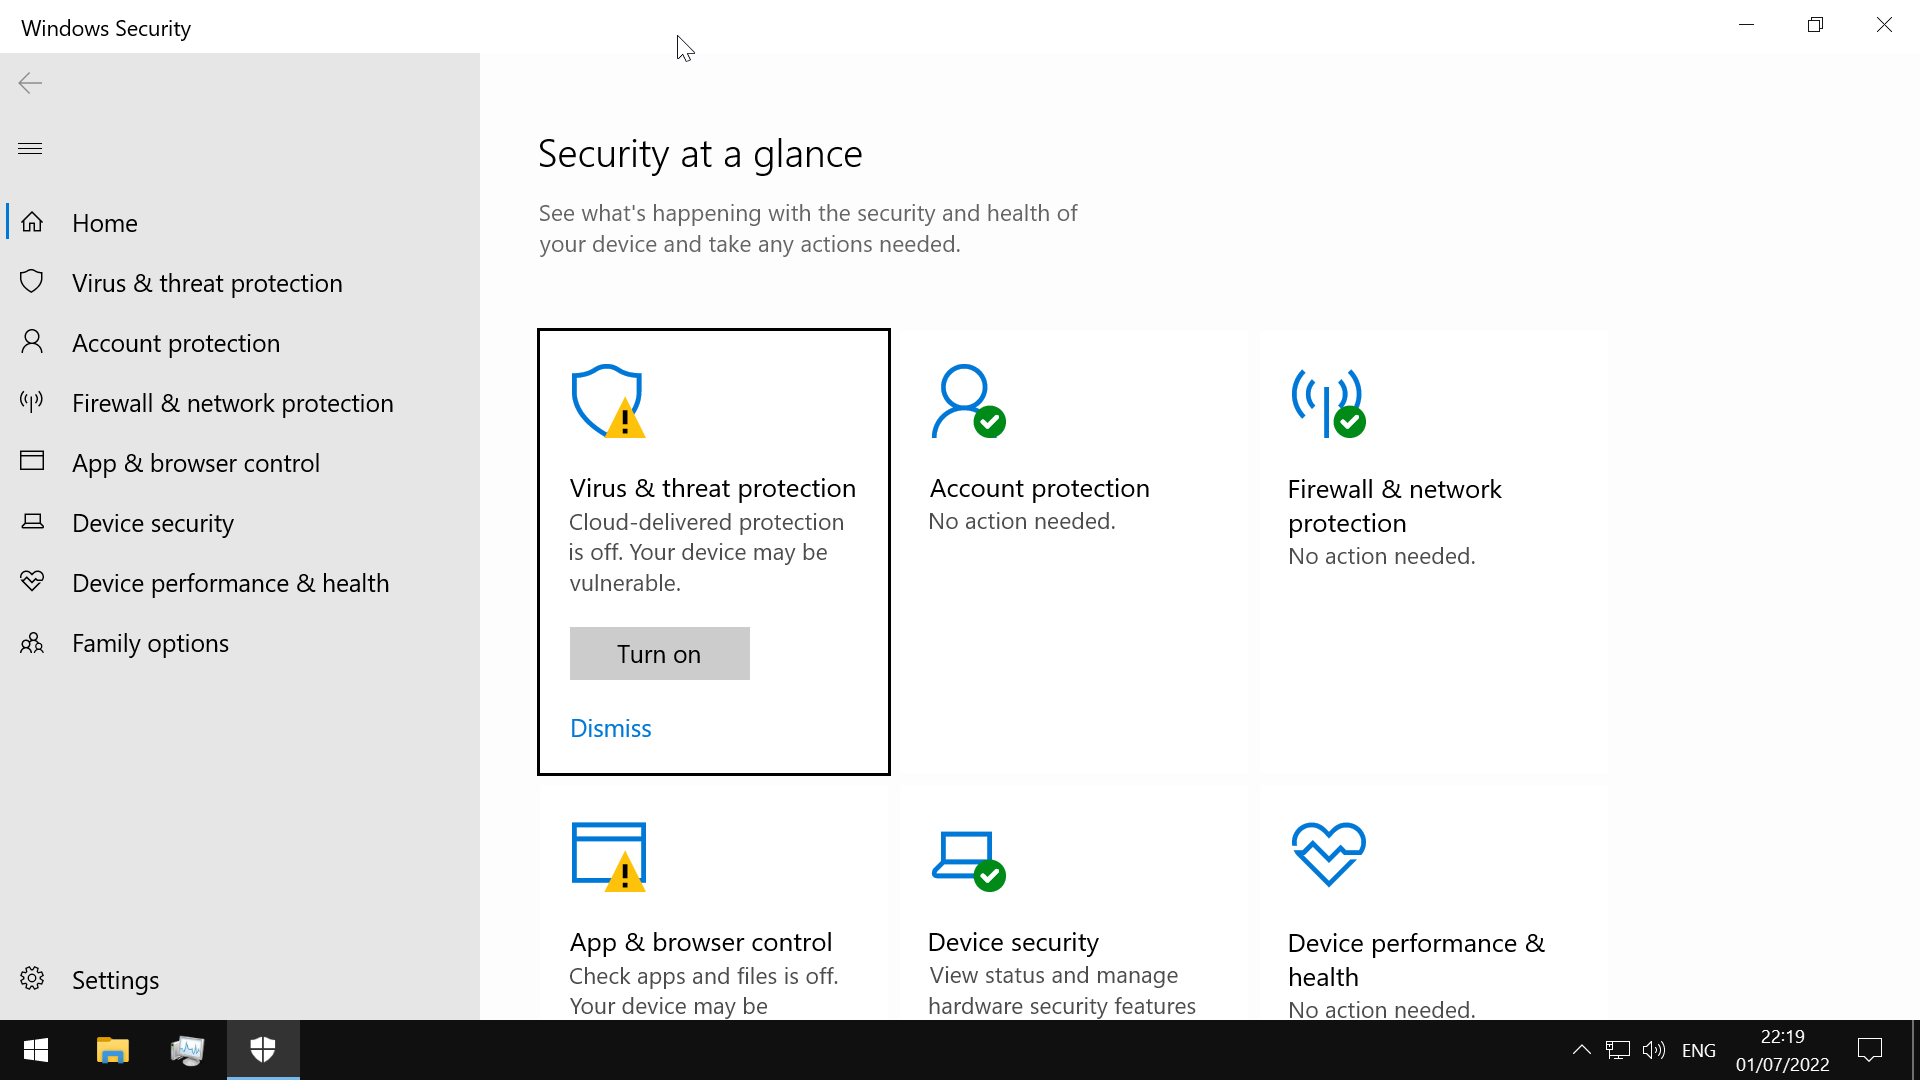 Windows Security
Home
Virus & threat protection
Account protection
Firewall & network protection
App & browser control
Device security
Device performance & health
Family options
Settings
Security at a glance
See what's happening with the security and health of
your device and take any actions needed.
Virus & threat protection
Cloud-delivered protection
is off. Your device may be
vulnerable.
Turn on
Dismiss
Account protection
No action needed.
Firewall & network
protection
No action needed.
App & browser control
Check apps and files is off.
Your device may be
Device security
View status and manage
hardware security features
Device performance &
health
No action needed.
ENG
22:19
01/07/2022